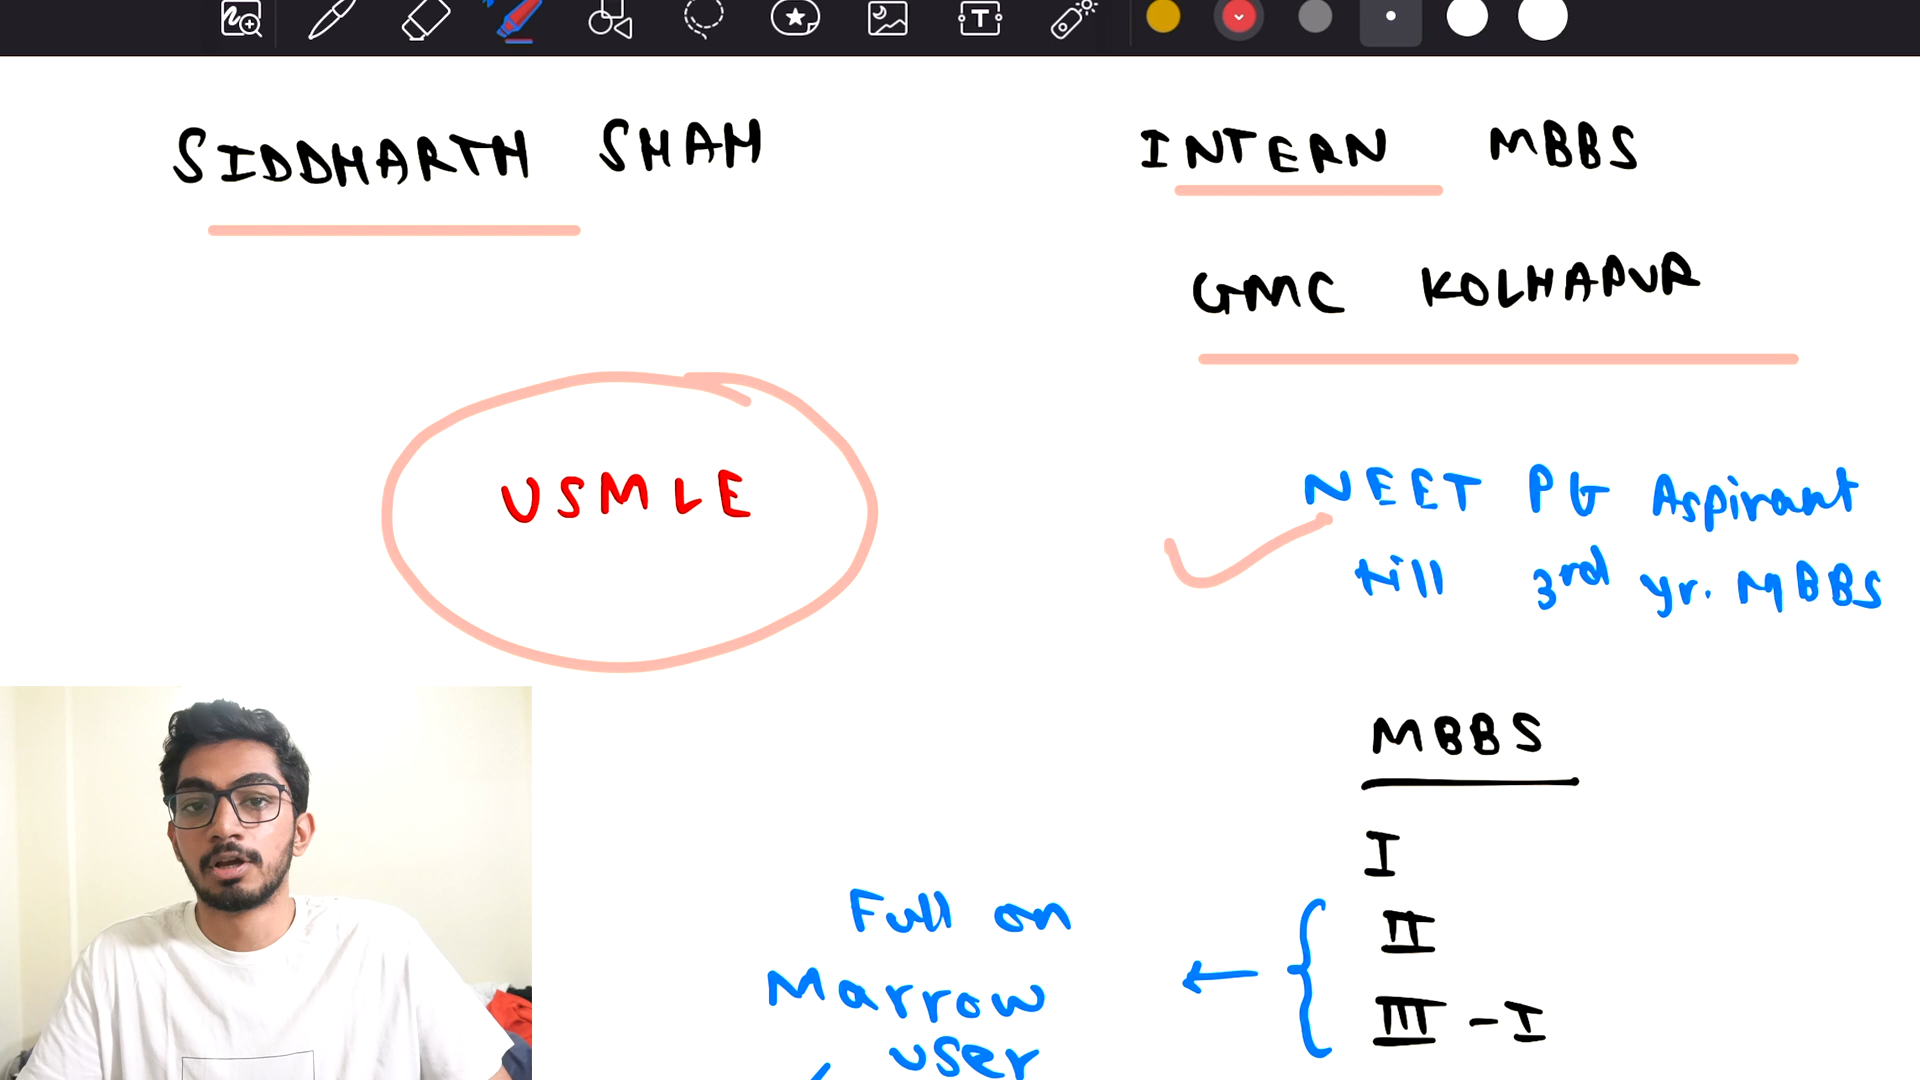 SIDDHARTH SHAH
INTERN MBBS
GMC KOLHAPUR
USMLE
NEET PG Aspirant
till 3rd yr. MBBS
MBBS
I
II
III - I
Full on
Marrow
user